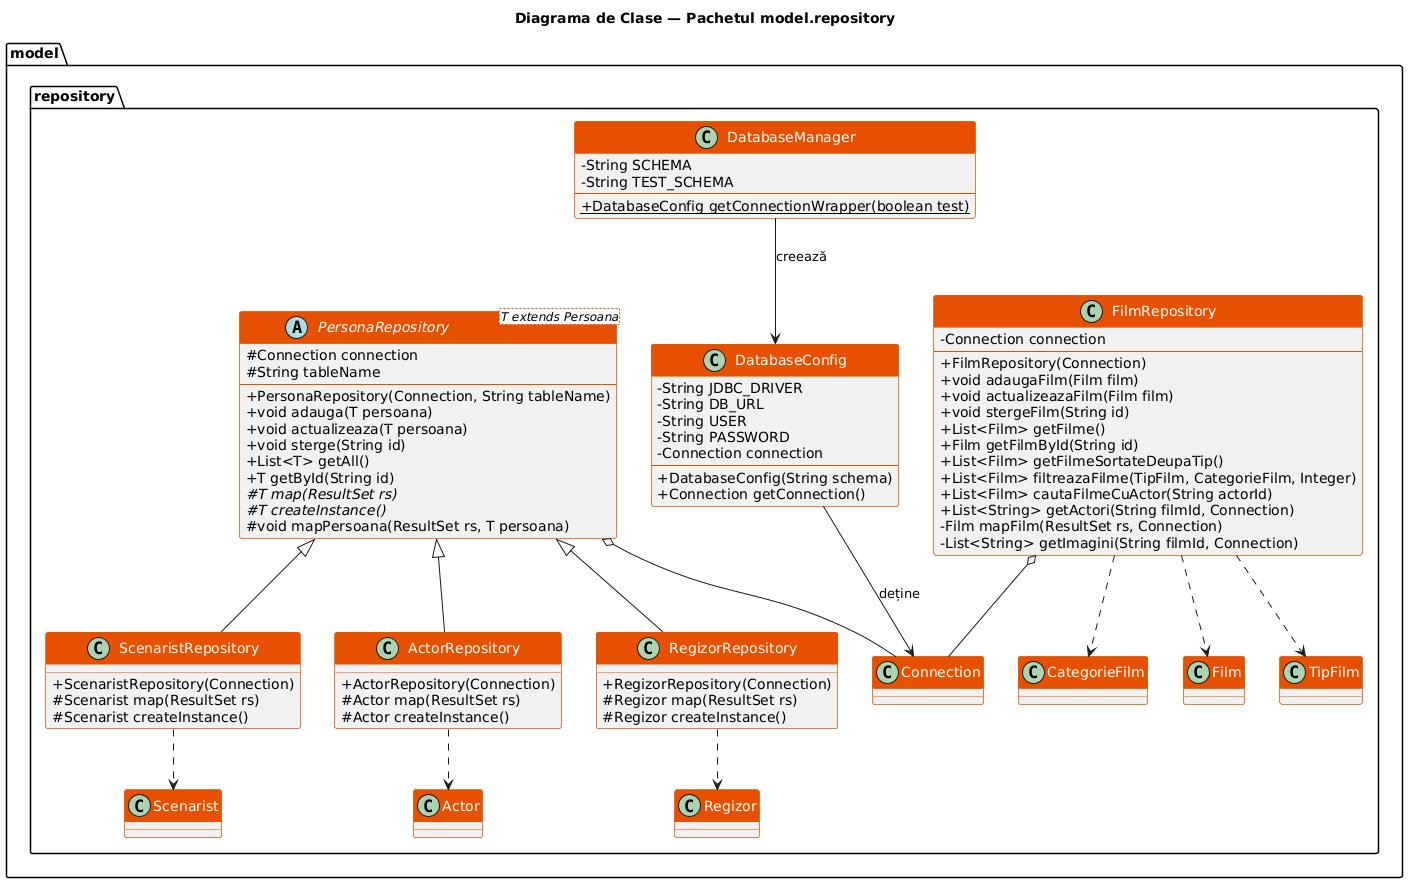 Diagrama de Clase — Pachetul model.repository
model
repository
C DatabaseManager
-String SCHEMA
-String TEST_SCHEMA
+DatabaseConfig getConnectionWrapper(boolean test)
creează
A PersonaRepository
T extends Persoana
#Connection connection
#String tableName
+PersonaRepository(Connection, String tableName)
+void adauga(T persoana)
+void actualizeaza(T persoana)
+void sterge(String id)
+List<T> getAll()
+T getById(String id)
#T map(ResultSet rs)
#T createInstance()
#void mapPersoana(ResultSet rs, T persoana)
C DatabaseConfig
-String JDBC_DRIVER
-String DB_URL
-String USER
-String PASSWORD
-Connection connection
+DatabaseConfig(String schema)
+Connection getConnection()
C FilmRepository
-Connection connection
+FilmRepository(Connection)
+void adaugaFilm(Film film)
+void actualizeazaFilm(Film film)
+void stergeFilm(String id)
+List<Film> getFilme()
+Film getFilmById(String id)
+List<Film> getFilmeSortateDeupaTip()
+List<Film> filtreazaFilme(TipFilm, CategorieFilm, Integer)
+List<Film> cautaFilmeCuActor(String actorId)
+List<String> getActori(String filmId, Connection)
-Film mapFilm(ResultSet rs, Connection)
-List<String> getImagini(String filmId, Connection)
deține
C ScenaristRepository
+ScenaristRepository(Connection)
#Scenarist map(ResultSet rs)
#Scenarist createInstance()
C ActorRepository
+ActorRepository(Connection)
#Actor map(ResultSet rs)
#Actor createInstance()
C RegizorRepository
+RegizorRepository(Connection)
#Regizor map(ResultSet rs)
#Regizor createInstance()
C Connection
C CategorieFilm
C Film
C TipFilm
C Scenarist
C Actor
C Regizor